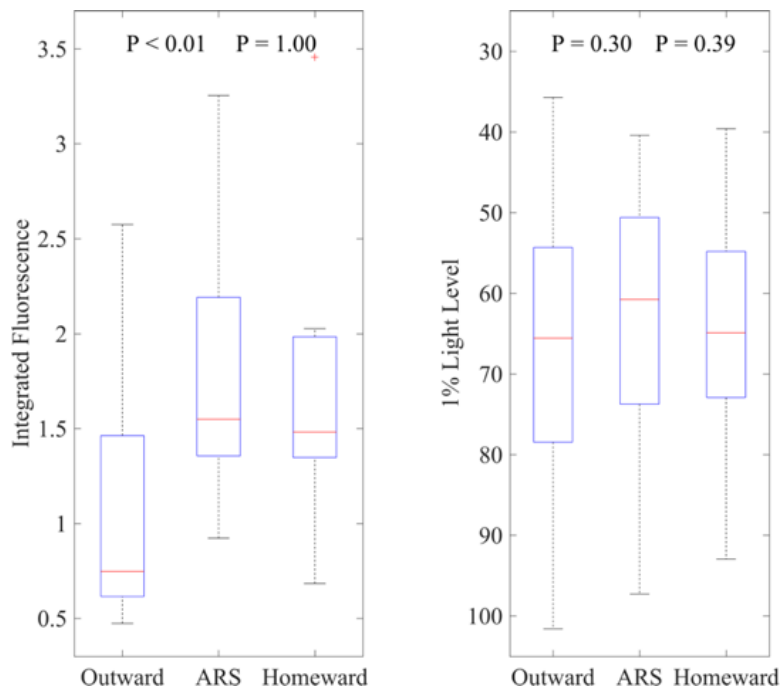 P < 0.01 P = 1.00
Integrated Fluorescence
3.5
3
2.5
2
1.5
1
0.5
Outward ARS Homeward
P = 0.30 P = 0.39
1% Light Level
30
40
50
60
70
80
90
100
Outward ARS Homeward